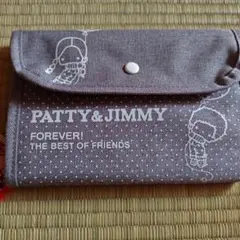 PATTY&JIMMY
FOREVER!
THE BEST OF FRIENDS